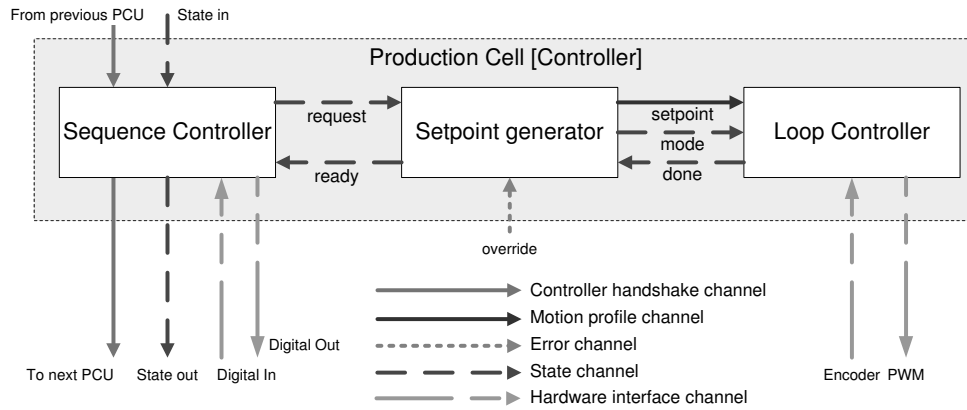 From previous PCU
State in
Production Cell [Controller]
Sequence Controller
request
ready
Setpoint generator
setpoint
mode
done
Loop Controller
override
Controller handshake channel
Motion profile channel
Error channel
State channel
Hardware interface channel
Digital Out
To next PCU
State out
Digital In
Encoder
PWM